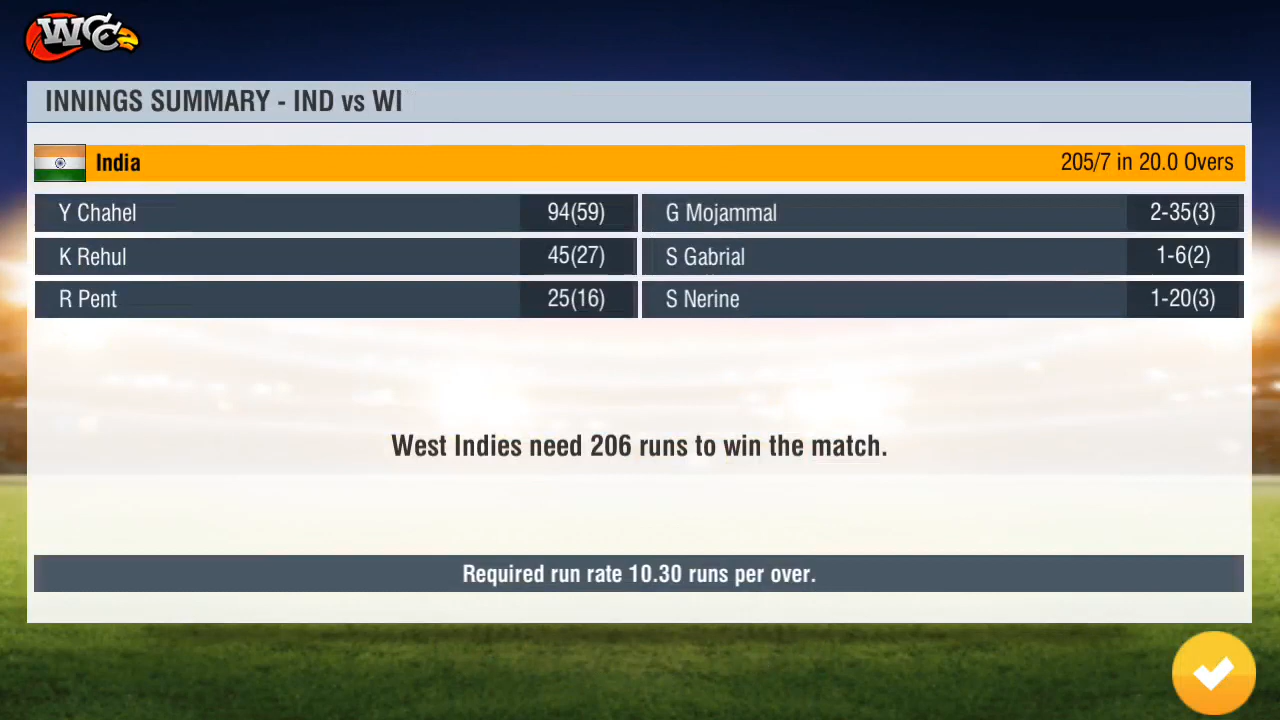 WCC
INNINGS SUMMARY - IND vs WI
India 205/7 in 20.0 Overs
Y Chahel 94(59) G Mojammal 2-35(3)
K Rehul 45(27) S Gabrial 1-6(2)
R Pent 25(16) S Nerine 1-20(3)
West Indies need 206 runs to win the match.
Required run rate 10.30 runs per over.